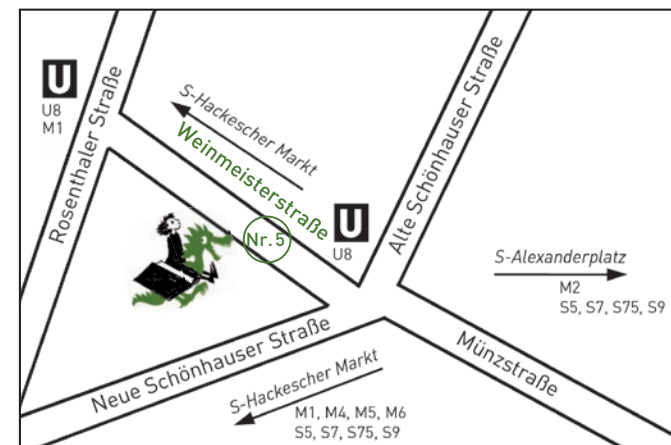 U
U8
M1
Rosenthaler Straße
S-Hackescher Markt
Weinmeisterstraße
Nr. 5
U
U8
Alte Schönhauser Straße
S-Alexanderplatz
M2
S5, S7, S75, S9
Neue Schönhauser Straße
Münzstraße
S-Hackescher Markt
M1, M4, M5, M6
S5, S7, S75, S9